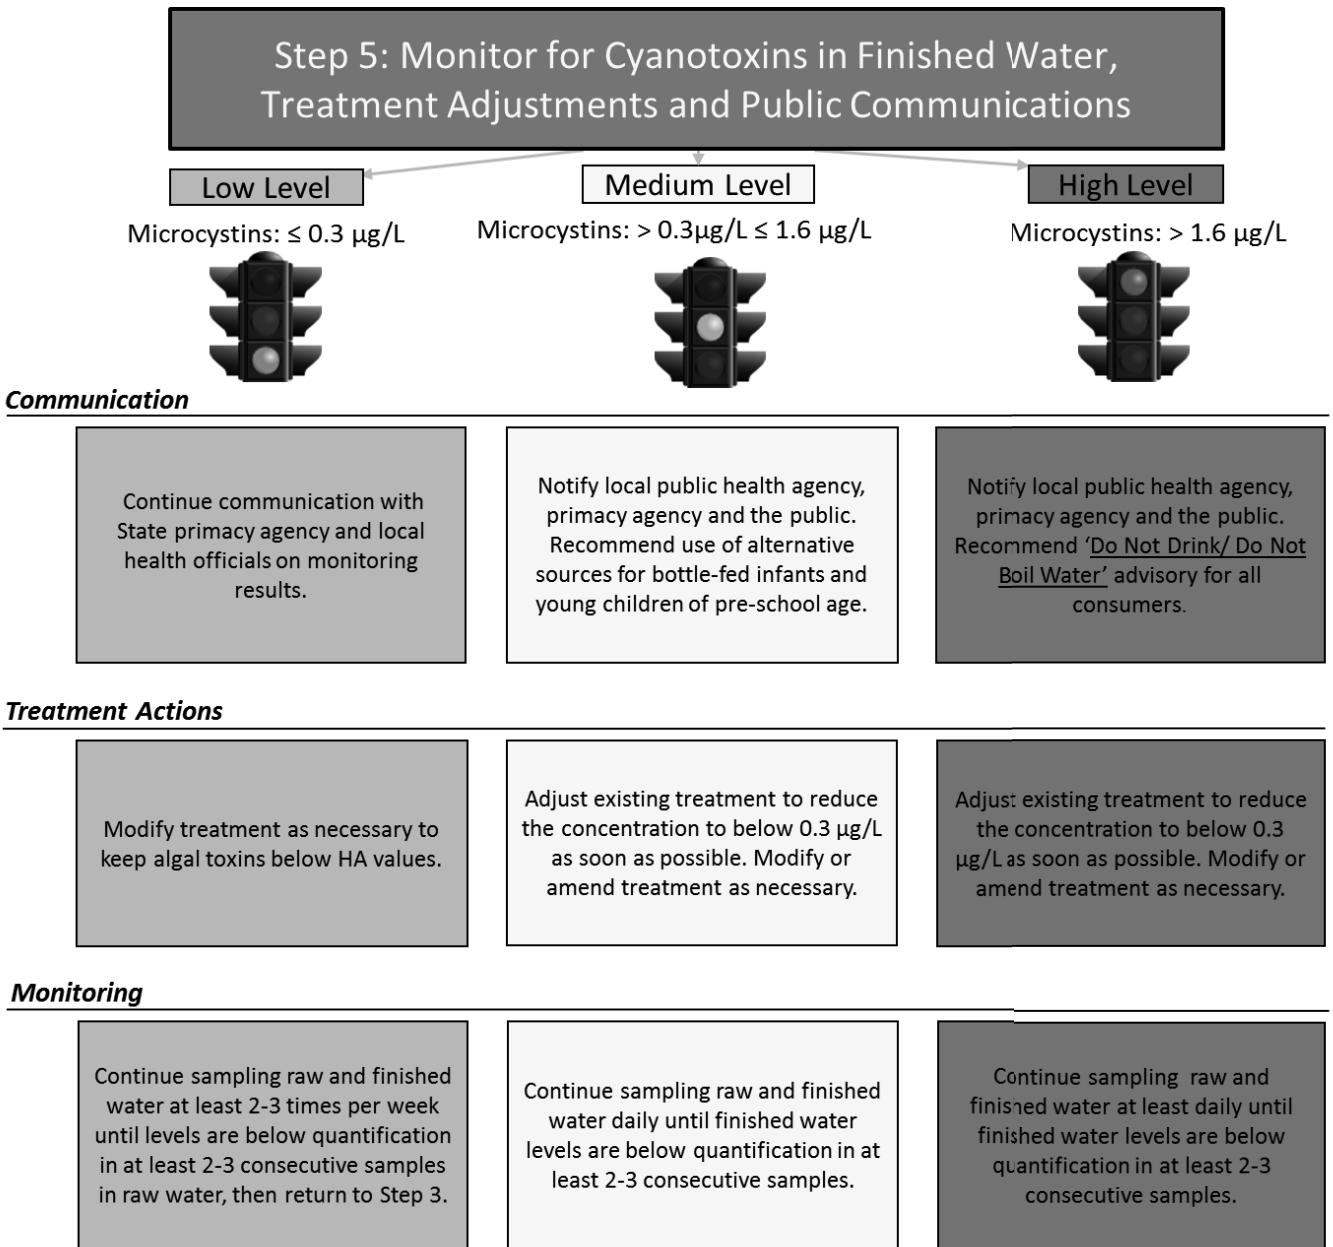 Step 5: Monitor for Cyanotoxins in Finished Water,
Treatment Adjustments and Public Communications
Low Level
Medium Level
High Level
Microcystins: ≤ 0.3 µg/L
Microcystins: > 0.3µg/L ≤ 1.6 µg/L
Microcystins: > 1.6 µg/L
Communication
Continue communication with
State primacy agency and local
health officials on monitoring
results.
Notify local public health agency,
primacy agency and the public.
Recommend use of alternative
sources for bottle-fed infants and
young children of pre-school age.
Notify local public health agency,
primacy agency and the public.
Recommend ‘Do Not Drink/ Do Not
Boil Water’ advisory for all
consumers.
Treatment Actions
Modify treatment as necessary to
keep algal toxins below HA values.
Adjust existing treatment to reduce
the concentration to below 0.3 µg/L
as soon as possible. Modify or
amend treatment as necessary.
Adjust existing treatment to reduce
the concentration to below 0.3
µg/L as soon as possible. Modify or
amend treatment as necessary.
Monitoring
Continue sampling raw and finished
water at least 2-3 times per week
until levels are below quantification
in at least 2-3 consecutive samples
in raw water, then return to Step 3.
Continue sampling raw and finished
water daily until finished water
levels are below quantification in at
least 2-3 consecutive samples.
Continue sampling raw and
finished water at least daily until
finished water levels are below
quantification in at least 2-3
consecutive samples.